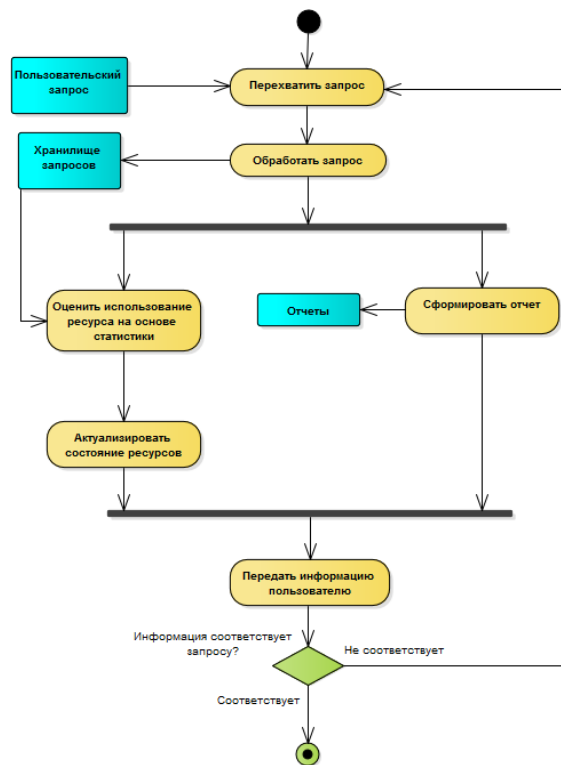 Пользовательский
запрос
Перехватить запрос
Хранилище
запросов
Обработать запрос
Оценить использование
ресурса на основе
статистики
Отчеты
Сформировать отчет
Актуализировать
состояние ресурсов
Передать информацию
пользователю
Информация соответствует
запросу?
Не соответствует
Соответствует